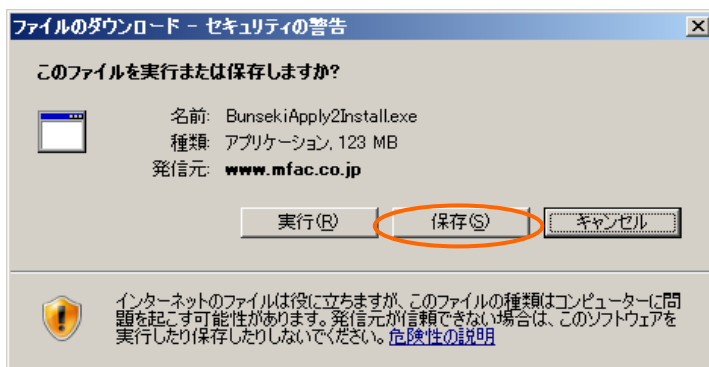 ファイルのダウンロード - セキュリティの警告
このファイルを実行または保存しますか?
名前: BunsekiApply2Install.exe
種類: アプリケーション, 123 MB
発信元: www.mfac.co.jp
実行(R) 保存(S) キャンセル
インターネットのファイルは役に立ちますが、このファイルの種類はコンピューターに問
題を起こす可能性があります。発信元が信頼できない場合は、このソフトウェアを
実行したり保存したりしないでください。危険性の説明